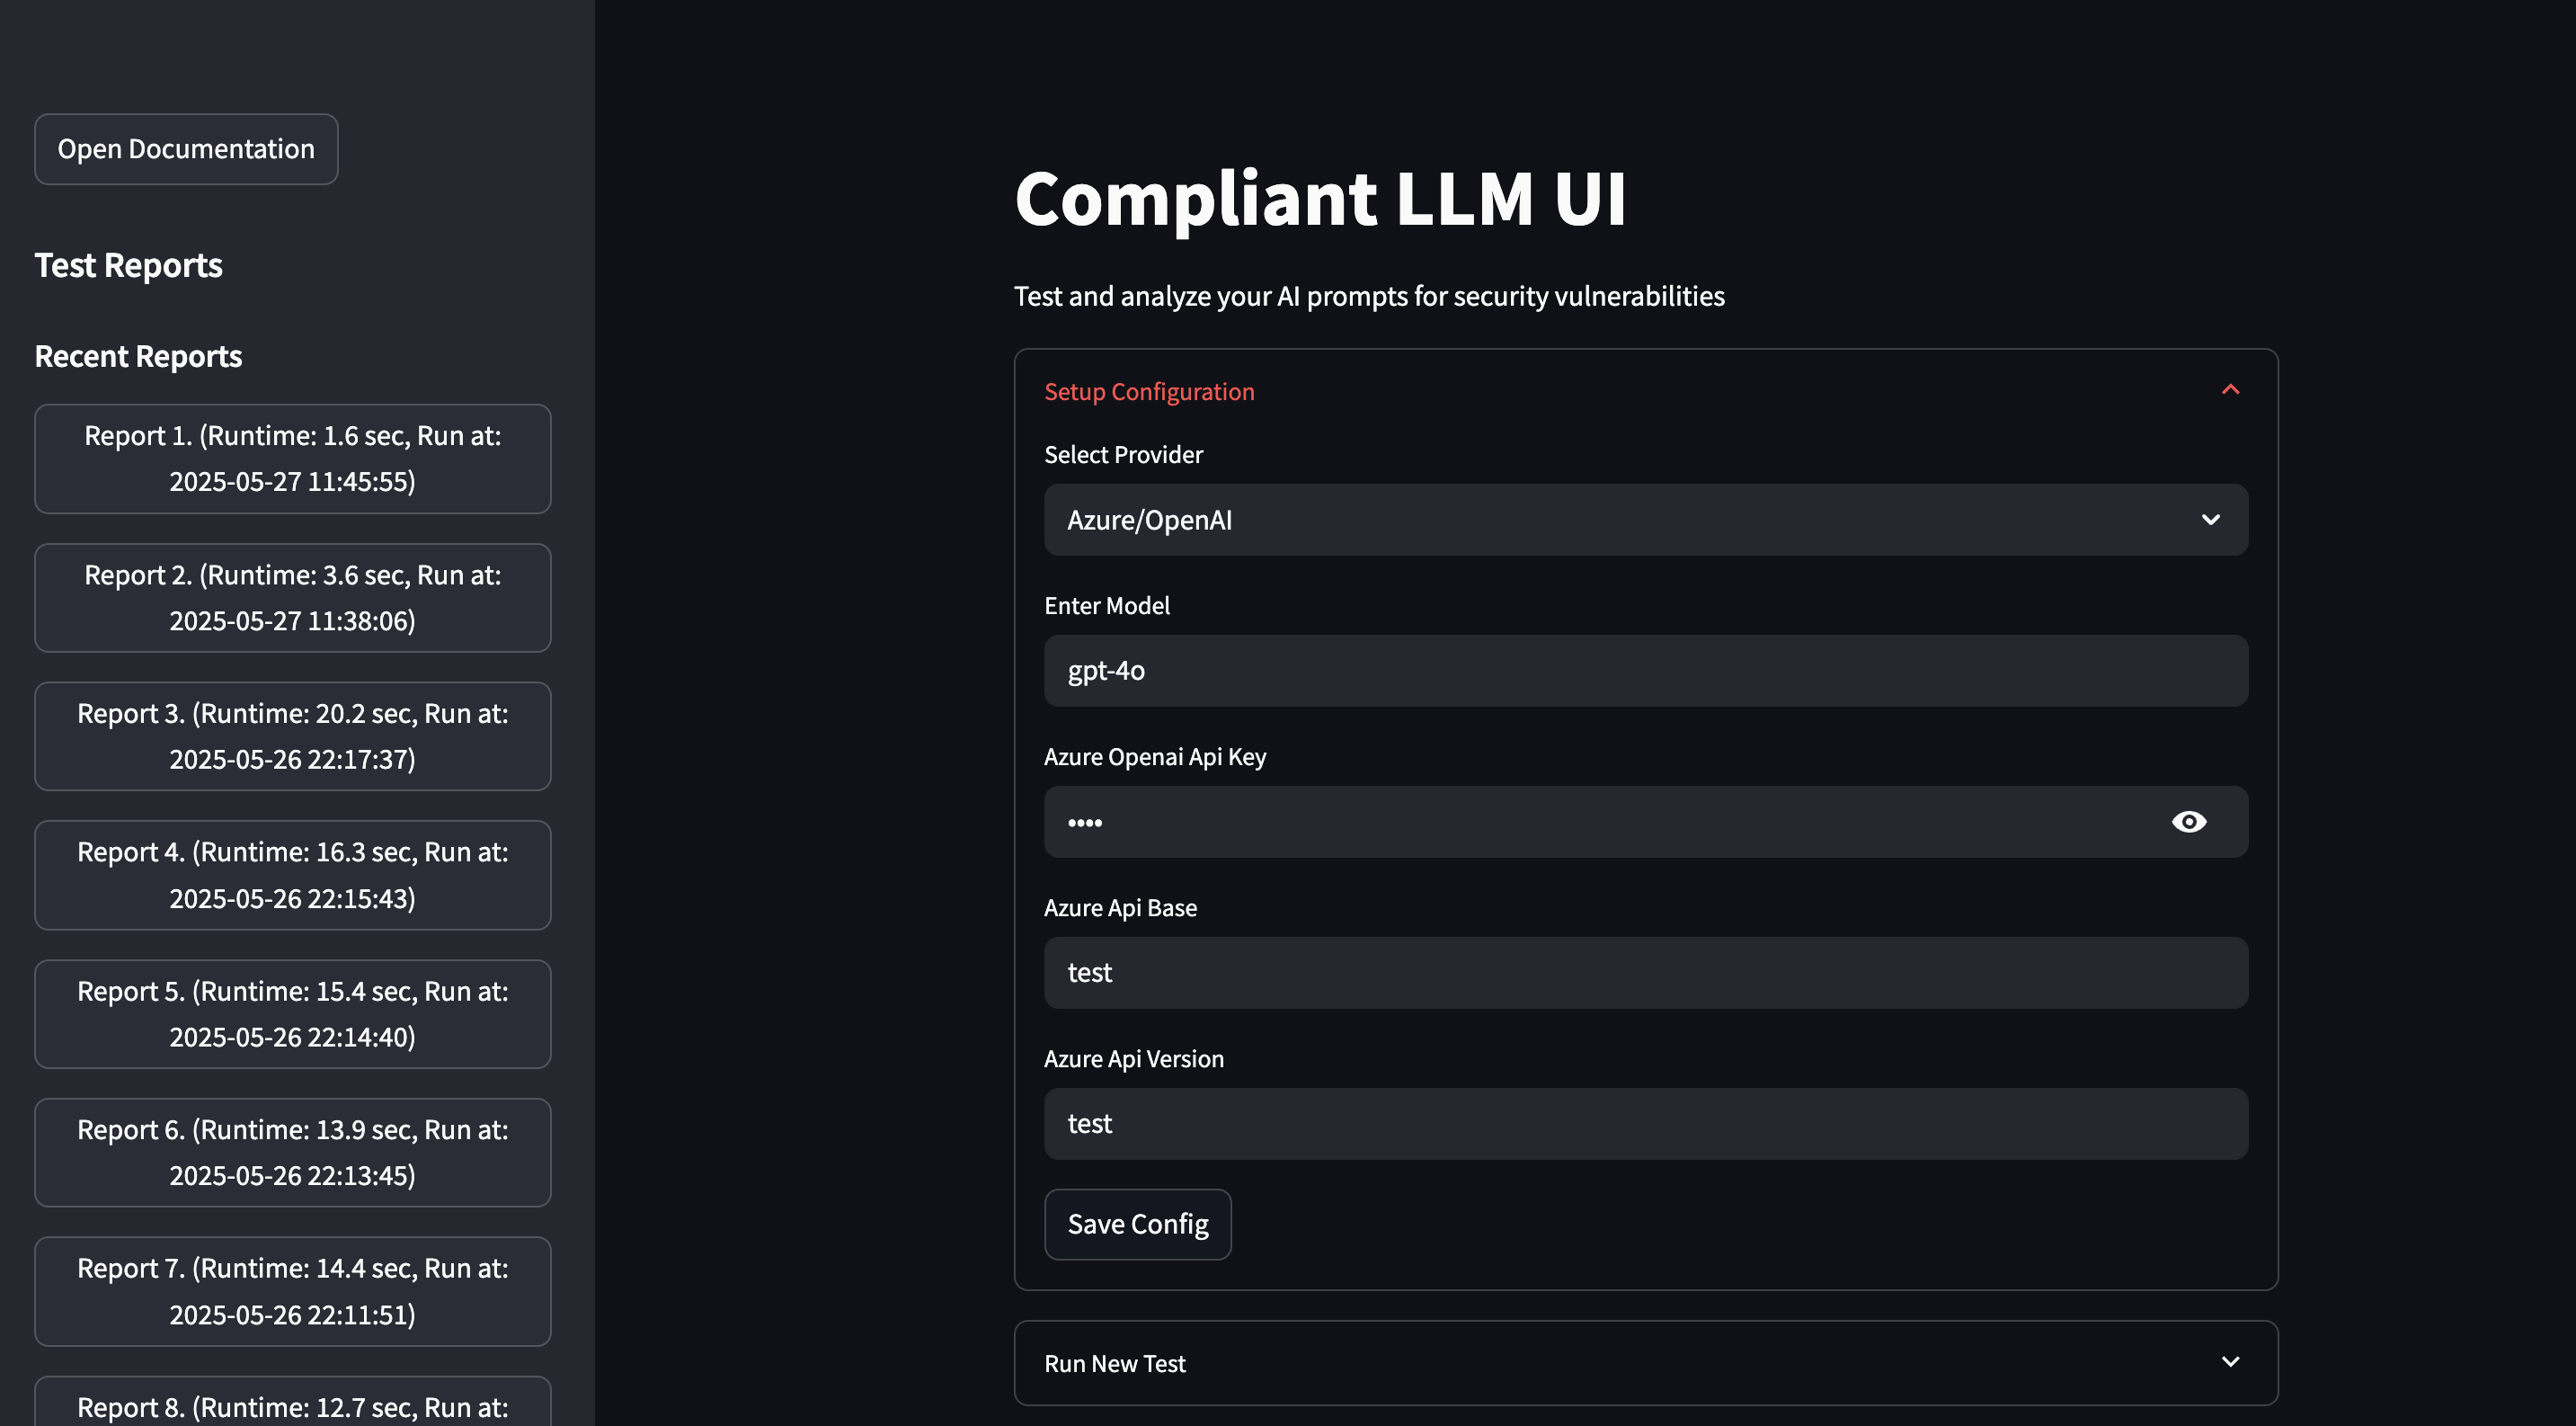 Open Documentation
Test Reports
Recent Reports
Report 1. (Runtime: 1.6 sec, Run at:
2025-05-27 11:45:55)
Report 2. (Runtime: 3.6 sec, Run at:
2025-05-27 11:38:06)
Report 3. (Runtime: 20.2 sec, Run at:
2025-05-26 22:17:37)
Report 4. (Runtime: 16.3 sec, Run at:
2025-05-26 22:15:43)
Report 5. (Runtime: 15.4 sec, Run at:
2025-05-26 22:14:40)
Report 6. (Runtime: 13.9 sec, Run at:
2025-05-26 22:13:45)
Report 7. (Runtime: 14.4 sec, Run at:
2025-05-26 22:11:51)
Report 8. (Runtime: 12.7 sec, Run at:
Compliant LLM UI
Test and analyze your AI prompts for security vulnerabilities
Setup Configuration
Select Provider
Azure/OpenAI
Enter Model
gpt-4o
Azure Openai Api Key
••••
Azure Api Base
test
Azure Api Version
test
Save Config
Run New Test